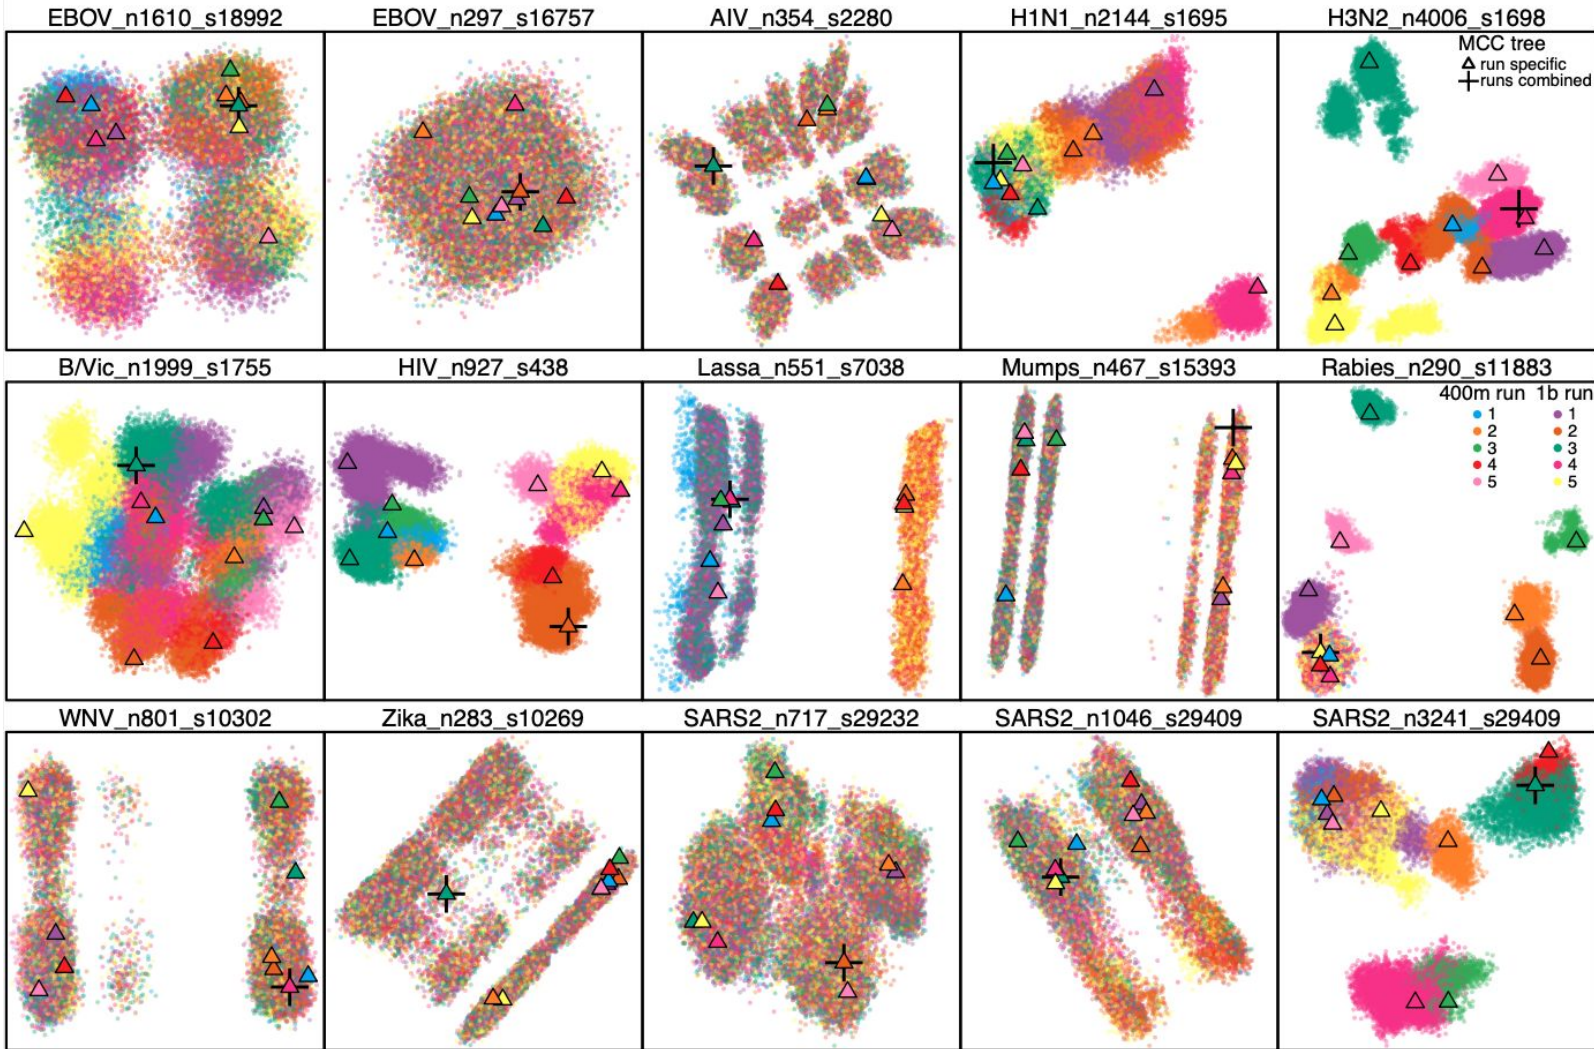 EBOV_n1610_s18992
EBOV_n297_s16757
AIV_n354_s2280
H1N1_n2144_s1695
H3N2_n4006_s1698
MCC tree
run specific
runs combined
B/Vic_n1999_s1755
HIV_n927_s438
Lassa_n551_s7038
Mumps_n467_s15393
Rabies_n290_s11883
400m run 1b run
1 1
2 2
3 3
4 4
5 5
WNV_n801_s10302
Zika_n283_s10269
SARS2_n717_s29232
SARS2_n1046_s29409
SARS2_n3241_s29409